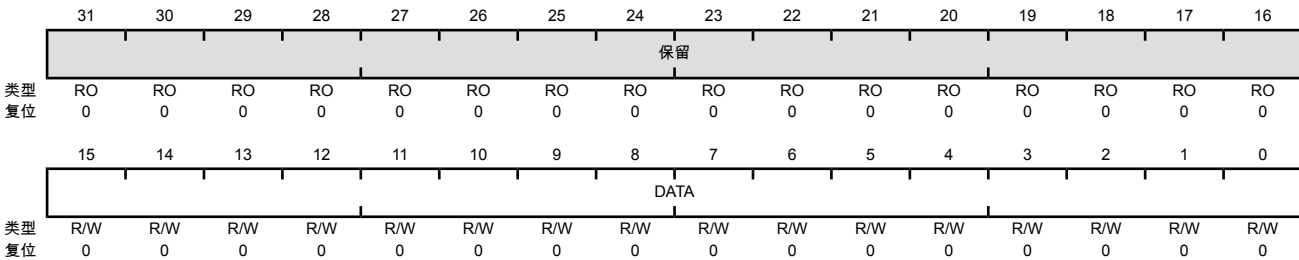 31 30 29 28 27 26 25 24 23 22 21 20 19 18 17 16
保留
类型 RO RO RO RO RO RO RO RO RO RO RO RO RO RO RO RO
复位 0 0 0 0 0 0 0 0 0 0 0 0 0 0 0 0
15 14 13 12 11 10 9 8 7 6 5 4 3 2 1 0
DATA
类型 R/W R/W R/W R/W R/W R/W R/W R/W R/W R/W R/W R/W R/W R/W R/W R/W
复位 0 0 0 0 0 0 0 0 0 0 0 0 0 0 0 0